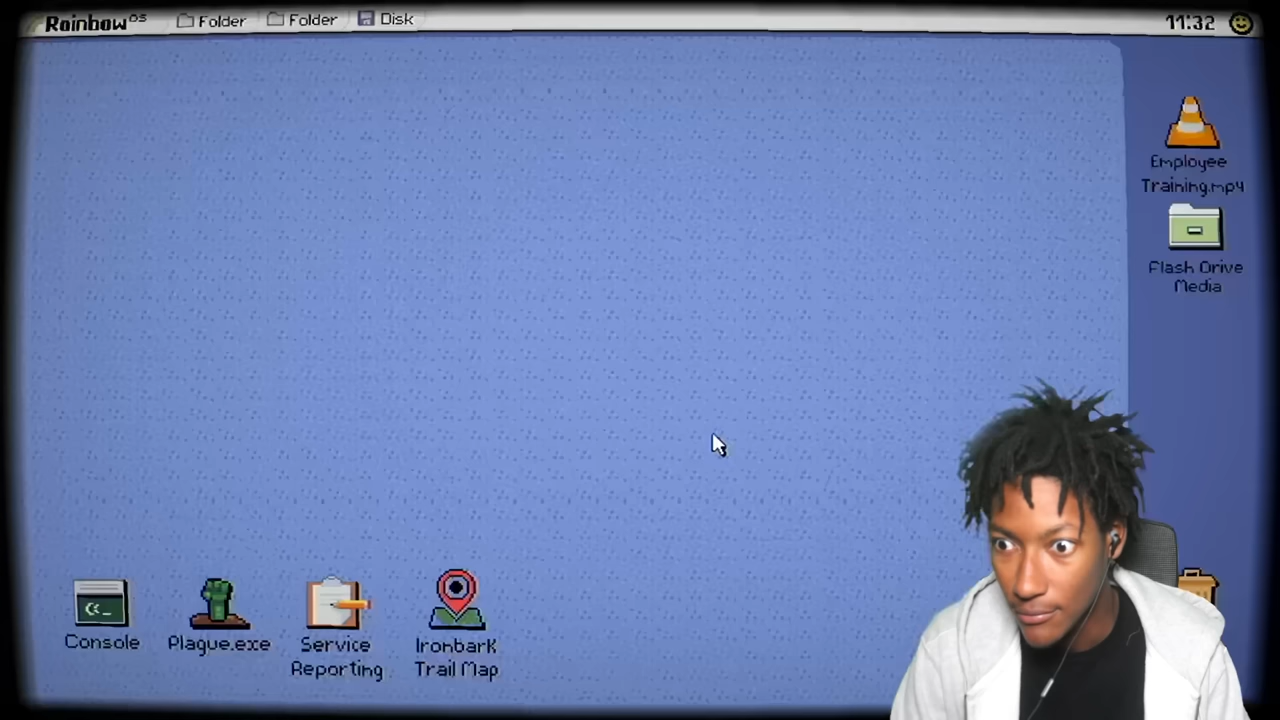 Rainbow OS Folder Folder Disk 11:32
Employee
Training.mp4
Flash Drive
Media
Console
Plague.exe
Service
Reporting
Ironbark
Trail Map